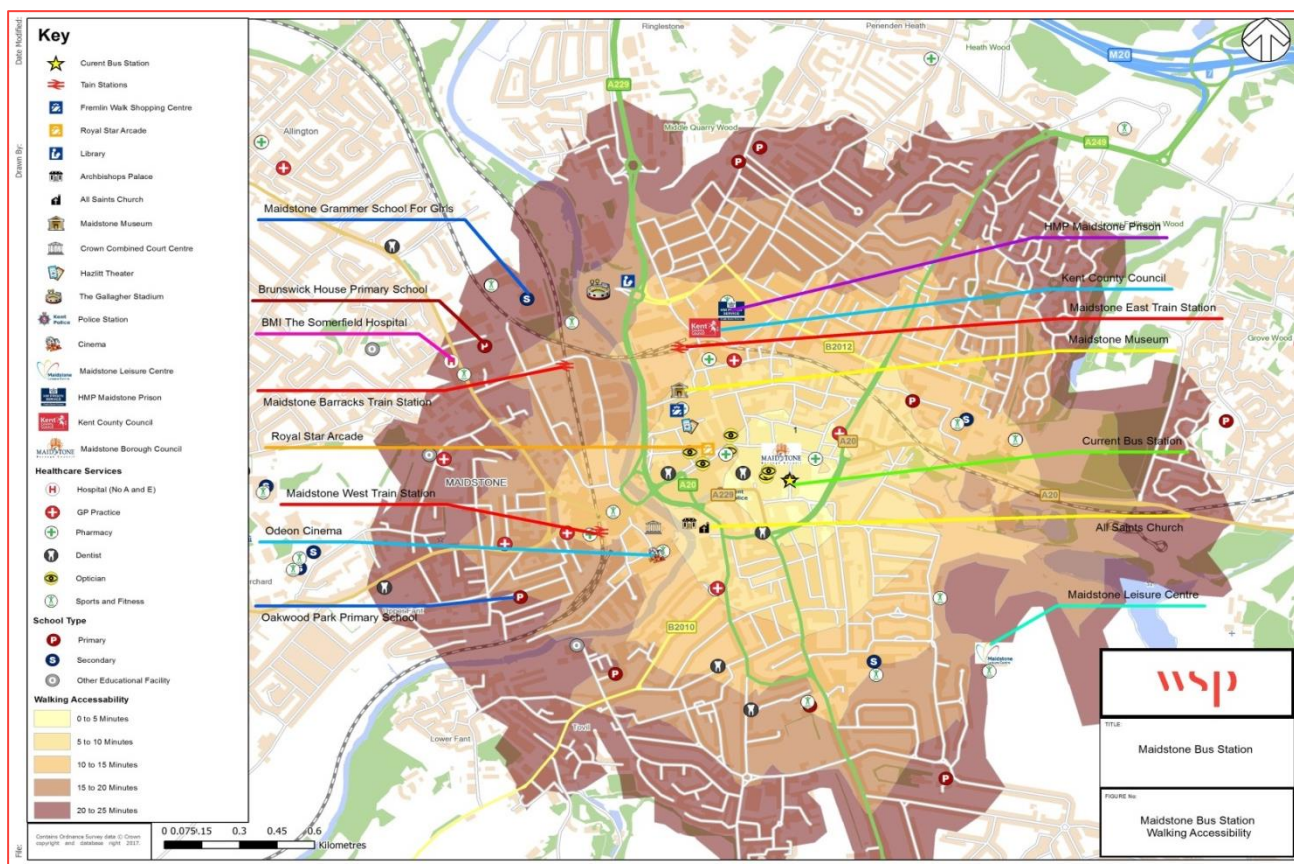 Date Modified:
Drawn By:
File:
Key
Curent Bus Station
Tain Stations
Fremlin Walk Shopping Centre
Royal Star Arcade
Library
Archbishops Palace
All Saints Church
Maidstone Museum
Crown Combined Court Centre
Hazlitt Theater
The Gallagher Stadium
Kent
Police
Police Station
Cinema
Maidstone Leisure Centre
HMP Maidstone Prison
Kent
Kent County Council
MAIDSTONE
Maidstone Borough Council
Healthcare Services
H Hospital (No A and E)
GP Practice
Pharmacy
Dentist
Optician
Sports and Fitness
School Type
P Primary
S Secondary
Other Educational Facility
Walking Accessability
0 to 5 Minutes
5 to 10 Minutes
10 to 15 Minutes
15 to 20 Minutes
20 to 25 Minutes
Contains Ordnance Survey data © Crown
copyright and database right 2017.
0 0.075.15 0.3 0.45 0.6
Kilometres
Ringlestone
Penenden Heath
Heath Wood
M20
7
A229
Allington
Middle Quarry Wood
A249
Maidstone Grammer School For Girls
HMP Maidstone Prison
Kent County Council
Brunswick House Primary School
Maidstone East Train Station
BMI The Somerfield Hospital
Maidstone Museum
B2012
Grove Wood
Maidstone Barracks Train Station
Royal Star Arcade
A20
Current Bus Station
MAIDSTONE
1
MAIDSTONE
A20
A229
A20
Maidstone West Train Station
Odeon Cinema
All Saints Church
Maidstone Leisure Centre
Oakwood Park Primary School
B2010
Tovil
Lower Fant
wsp
TITLE:
Maidstone Bus Station
FIGURE No:
Maidstone Bus Station
Walking Accessibility